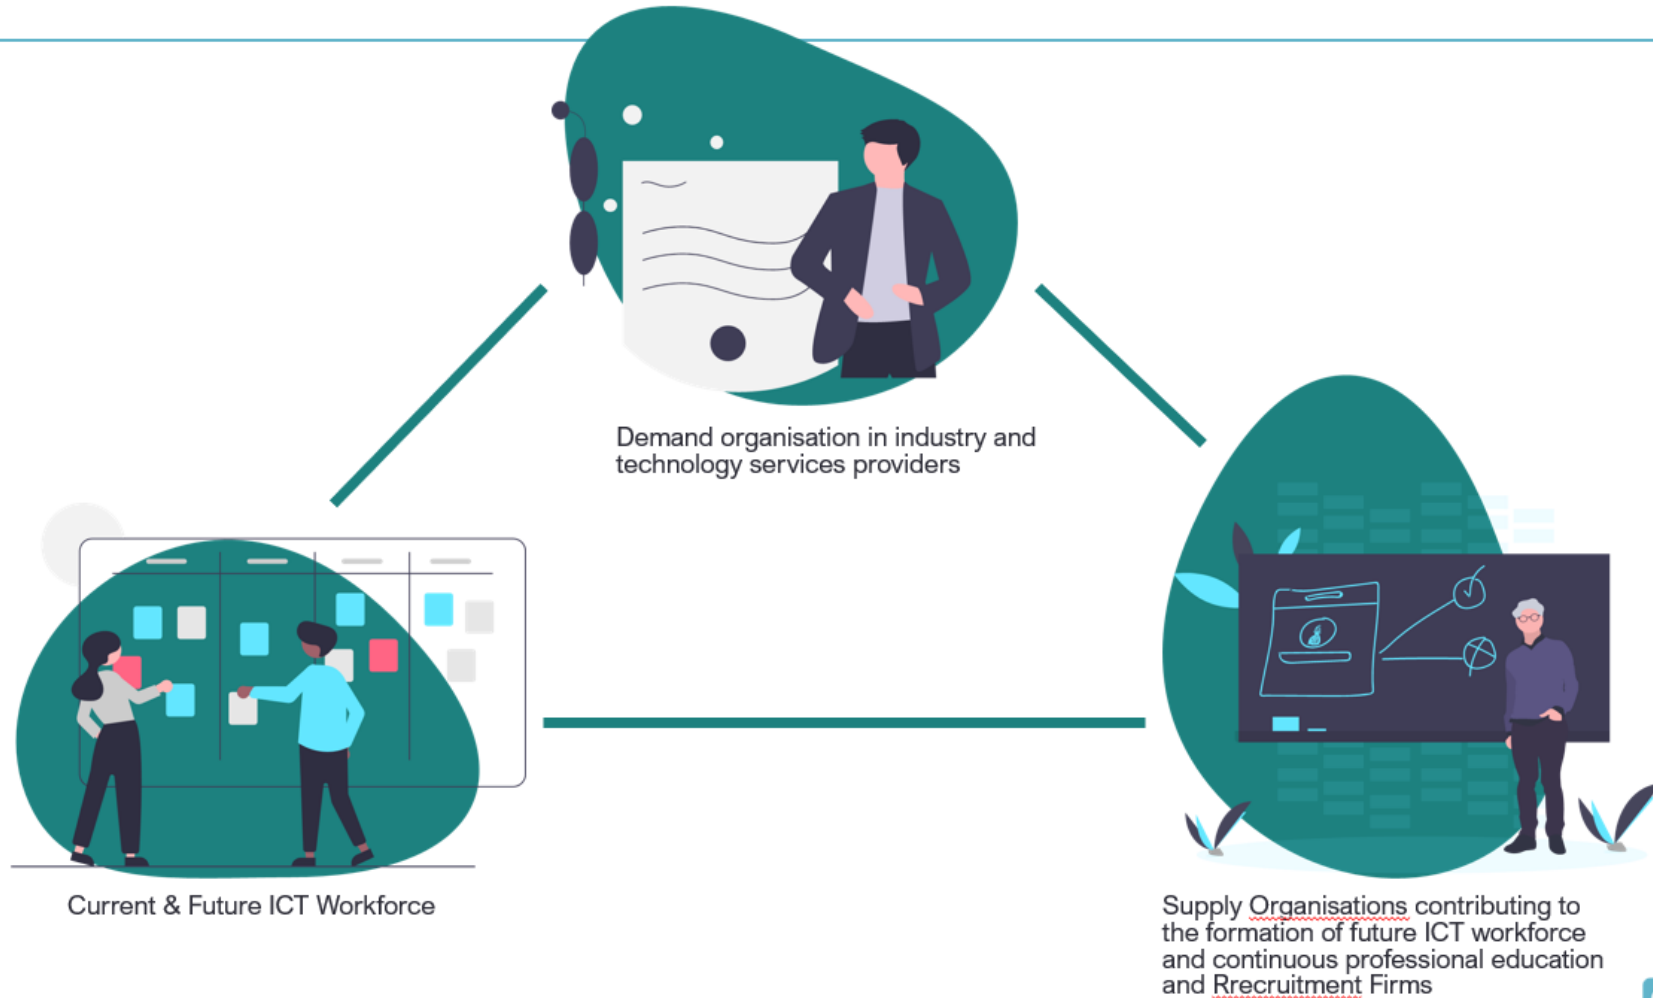 Demand organisation in industry and
technology services providers
Current & Future ICT Workforce
Supply Organisations contributing to
the formation of future ICT workforce
and continuous professional education
and Rrecruitment Firms